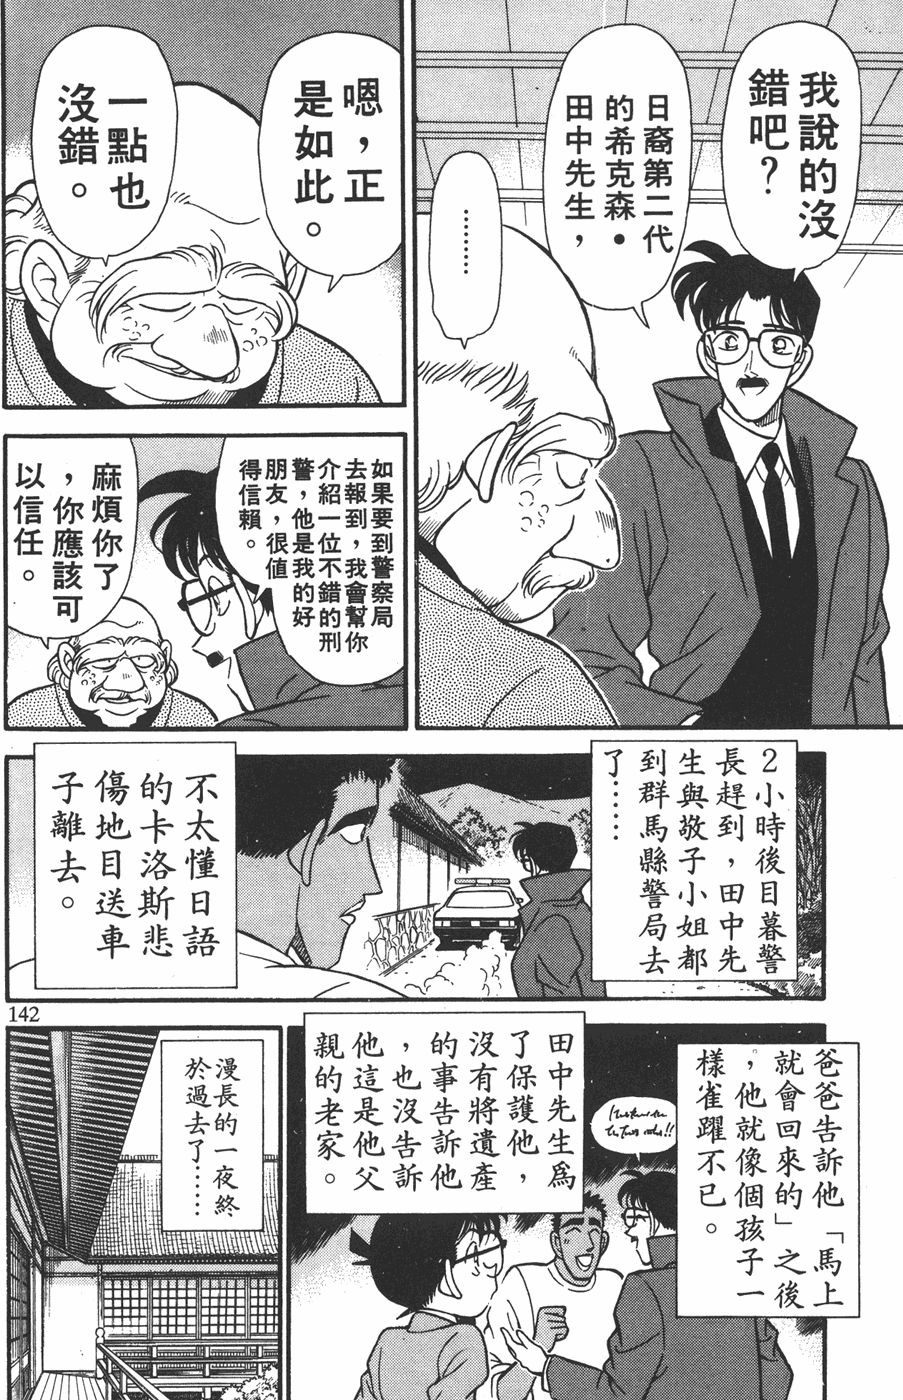 我說的沒
錯吧？
日裔第二代
的希克森・
田中先生，
………
嗯，正
是如此。
一點也
沒錯。
如果要到警察局
去報到，我會幫你
介紹一位不錯的刑
警，他是我的好
朋友，很值
得信賴。
麻煩你了
，你應該可
以信任。
2小時後目暮警
長趕到，田中先
生與敬子小姐都
到群馬縣警局去
了……
不太懂日語
的卡洛斯悲
傷地目送車
子離去。
爸爸告訴他「馬上
就會回來的」之後
，他就像個孩子一
樣雀躍不已。
田中先生為
了保護他，
沒有將遺產
的事告訴他
，也沒告訴
他這是他父
親的老家。
漫長的一夜終
於過去了……
142